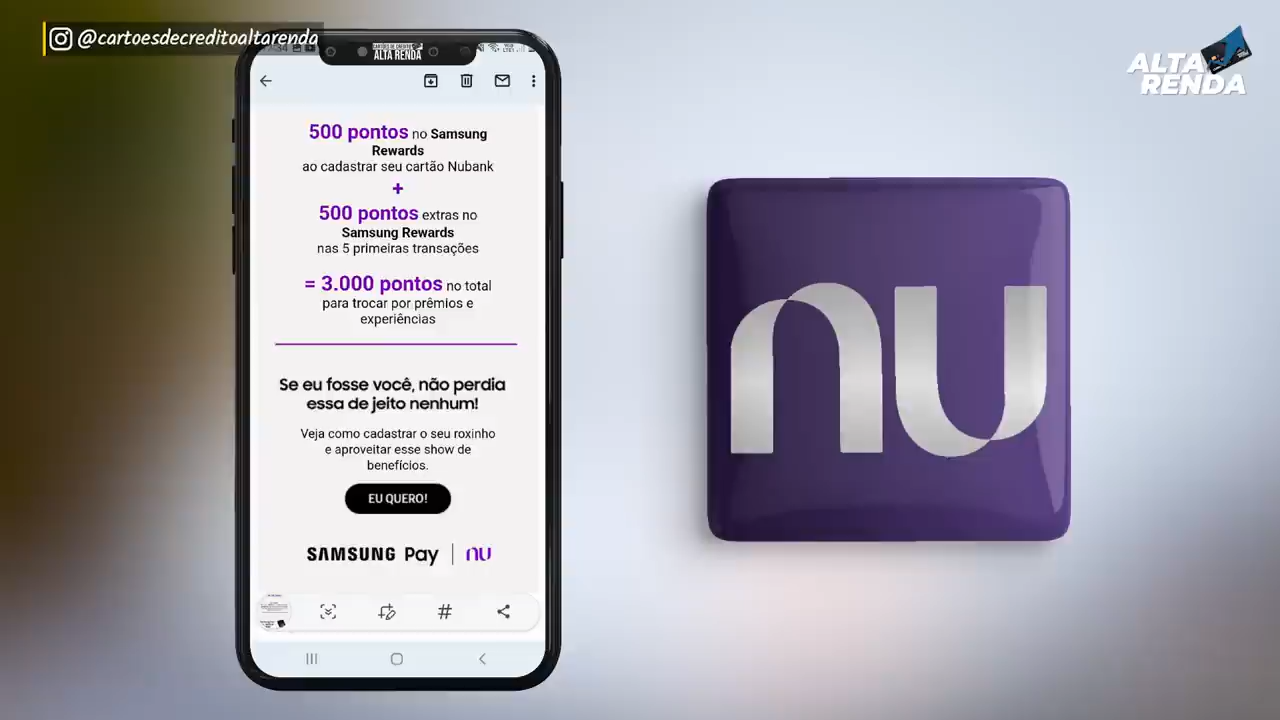 @cartoesdecreditoaltarenda
CARTÕES DE CRÉDITO
ALTA RENDA
ALTA
RENDA
500 pontos no Samsung
Rewards
ao cadastrar seu cartão Nubank
+
500 pontos extras no
Samsung Rewards
nas 5 primeiras transações
= 3.000 pontos no total
para trocar por prêmios e
experiências
Se eu fosse você, não perdia
essa de jeito nenhum!
Veja como cadastrar o seu roxinho
e aproveitar esse show de
benefícios.
EU QUERO!
SAMSUNG Pay | nu
#
nu